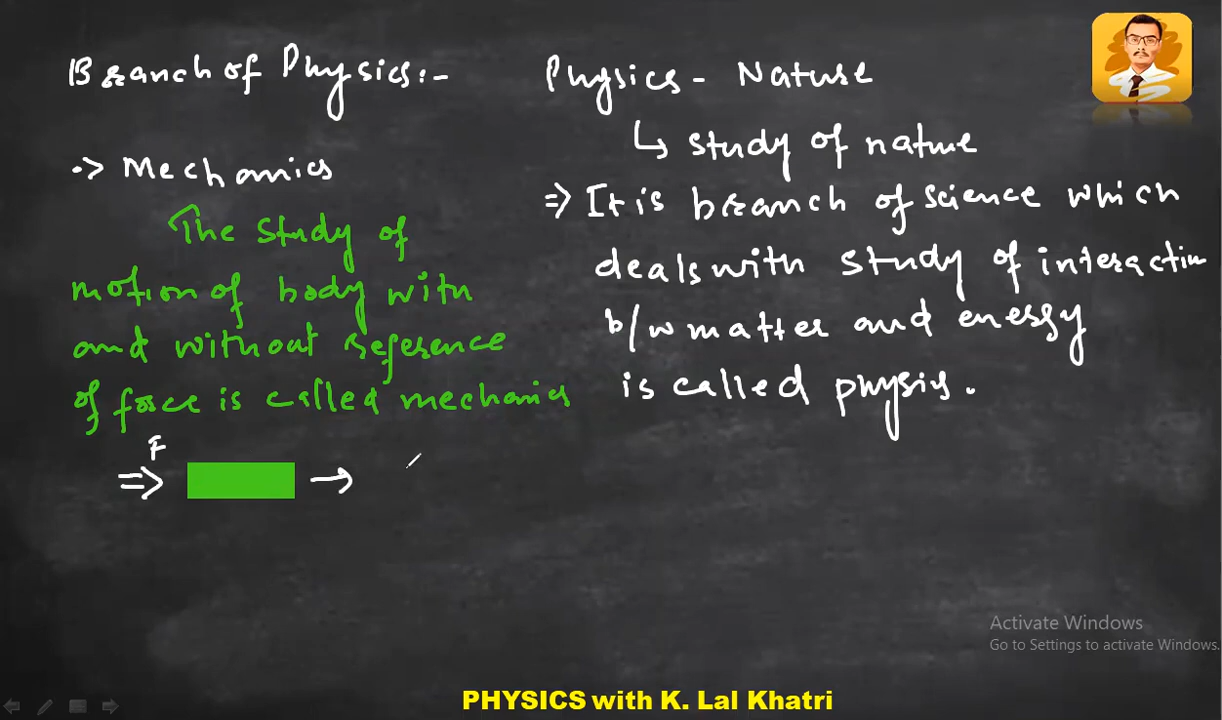 Branch of Physics:-
.-> Mechanics
The study of
motion of body with
and without reference
of force is called mechanics
=> F →
Physics - Nature
↳ study of nature
=> It is branch of science which
deals with study of interaction
b/w matter and energy
is called physis.
Activate Windows
Go to Settings to activate Windows.
PHYSICS with K. Lal Khatri